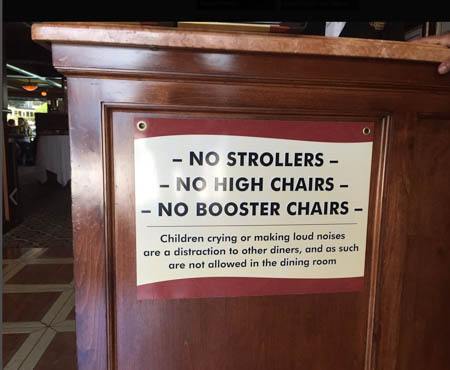 – NO STROLLERS –
– NO HIGH CHAIRS –
– NO BOOSTER CHAIRS –
Children crying or making loud noises
are a distraction to other diners, and as such
are not allowed in the dining room